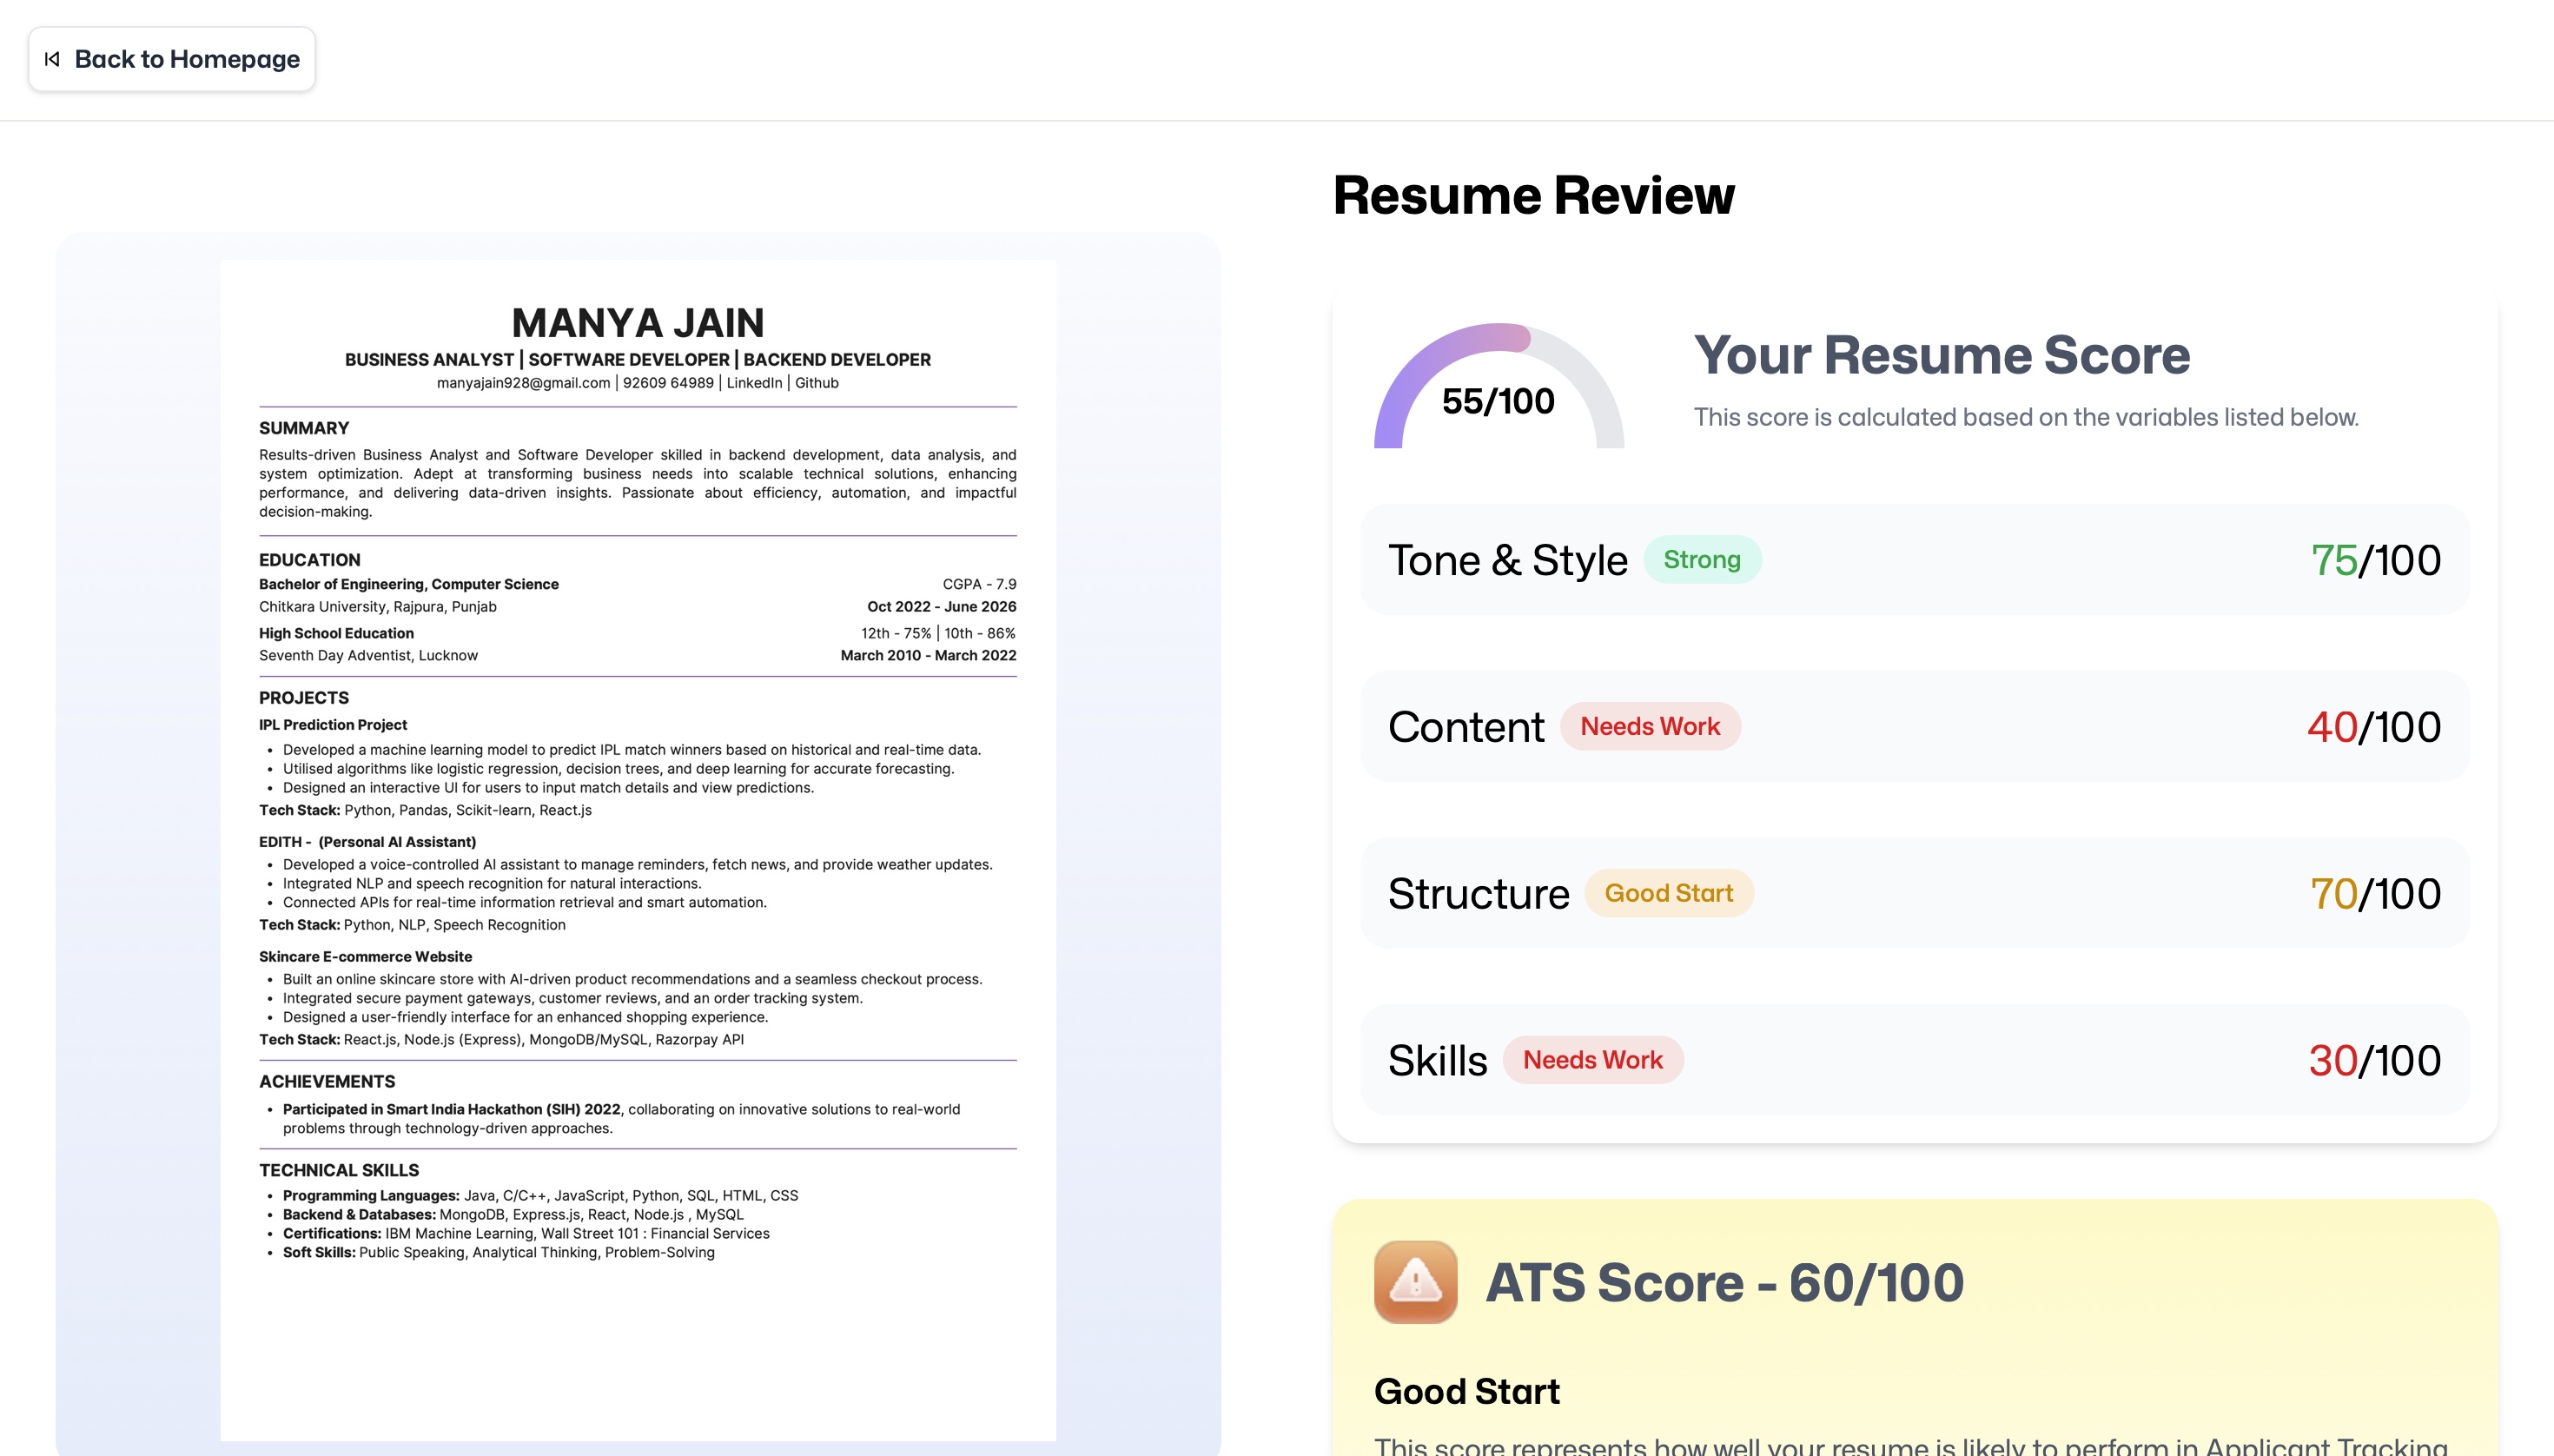 Back to Homepage
MANYA JAIN
BUSINESS ANALYST | SOFTWARE DEVELOPER | BACKEND DEVELOPER
manyajain928@gmail.com | 92609 64989 | LinkedIn | Github
SUMMARY
Results-driven Business Analyst and Software Developer skilled in backend development, data analysis, and
system optimization. Adept at transforming business needs into scalable technical solutions, enhancing
performance, and delivering data-driven insights. Passionate about efficiency, automation, and impactful
decision-making.
EDUCATION
Bachelor of Engineering, Computer Science CGPA - 7.9
Chitkara University, Rajpura, Punjab Oct 2022 - June 2026
High School Education 12th - 75% | 10th - 86%
Seventh Day Adventist, Lucknow March 2010 - March 2022
PROJECTS
IPL Prediction Project
• Developed a machine learning model to predict IPL match winners based on historical and real-time data.
• Utilised algorithms like logistic regression, decision trees, and deep learning for accurate forecasting.
• Designed an interactive UI for users to input match details and view predictions.
Tech Stack: Python, Pandas, Scikit-learn, React.js
EDITH - (Personal AI Assistant)
• Developed a voice-controlled AI assistant to manage reminders, fetch news, and provide weather updates.
• Integrated NLP and speech recognition for natural interactions.
• Connected APIs for real-time information retrieval and smart automation.
Tech Stack: Python, NLP, Speech Recognition
Skincare E-commerce Website
• Built an online skincare store with AI-driven product recommendations and a seamless checkout process.
• Integrated secure payment gateways, customer reviews, and an order tracking system.
• Designed a user-friendly interface for an enhanced shopping experience.
Tech Stack: React.js, Node.js (Express), MongoDB/MySQL, Razorpay API
ACHIEVEMENTS
• Participated in Smart India Hackathon (SIH) 2022, collaborating on innovative solutions to real-world
problems through technology-driven approaches.
TECHNICAL SKILLS
• Programming Languages: Java, C/C++, JavaScript, Python, SQL, HTML, CSS
• Backend & Databases: MongoDB, Express.js, React, Node.js , MySQL
• Certifications: IBM Machine Learning, Wall Street 101 : Financial Services
• Soft Skills: Public Speaking, Analytical Thinking, Problem-Solving
Resume Review
55/100
Your Resume Score
This score is calculated based on the variables listed below.
Tone & Style Strong 75/100
Content Needs Work 40/100
Structure Good Start 70/100
Skills Needs Work 30/100
ATS Score - 60/100
Good Start
This score represents how well your resume is likely to perform in Applicant Tracking